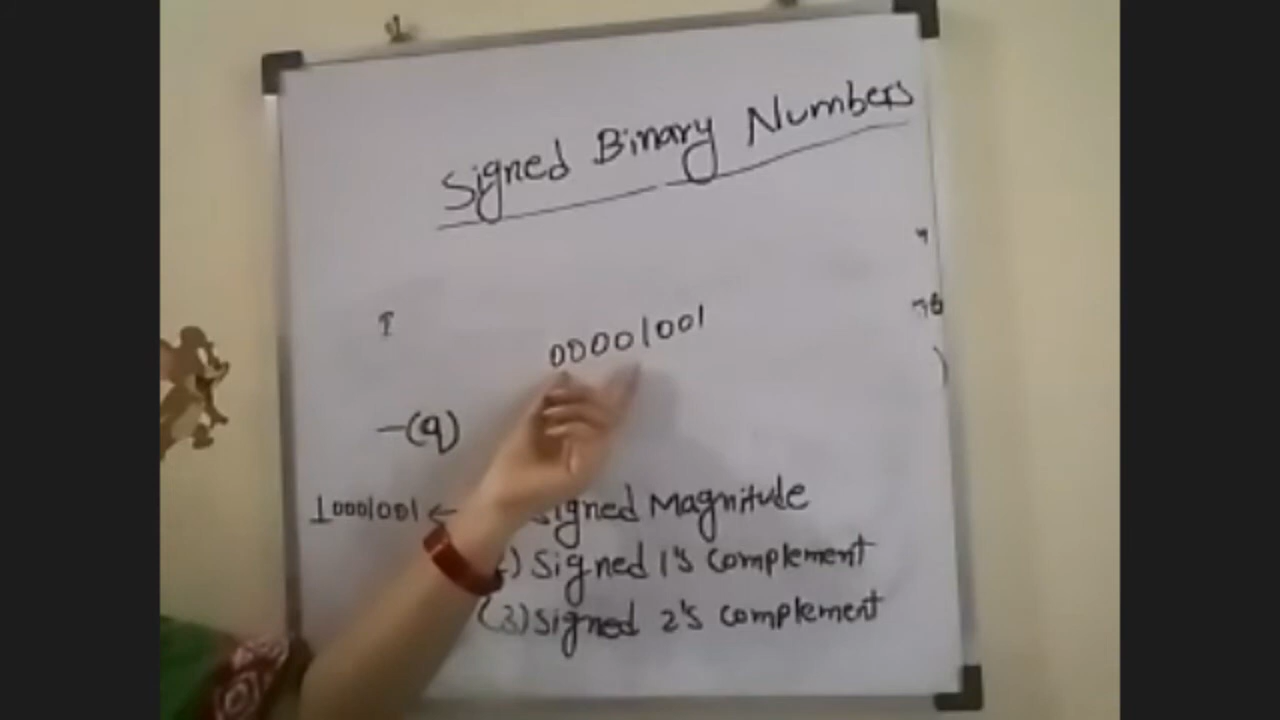 Signed Binary Numbers
00001001
-(9)
10001001 ← Signed Magnitude
) Signed 1's complement
(3) Signed 2's complement